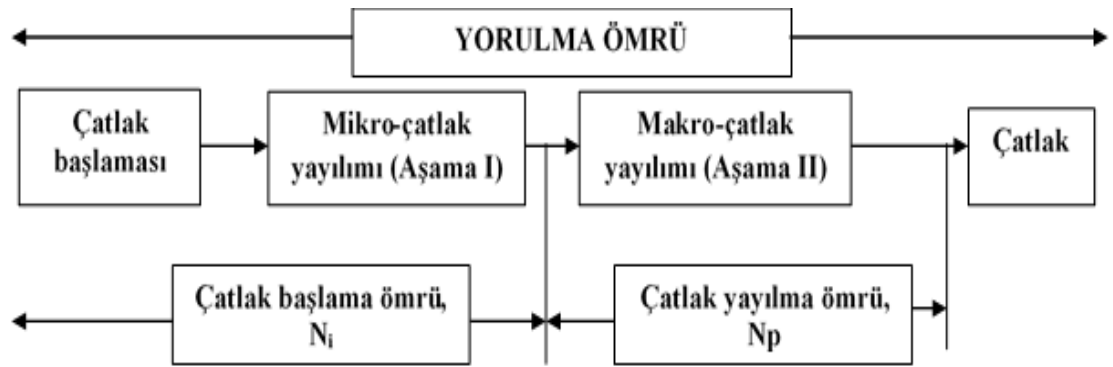 YORULMA ÖMRÜ
Çatlak
başlaması
Mikro-çatlak
yayılımı (Aşama I)
Makro-çatlak
yayılımı (Aşama II)
Çatlak
Çatlak başlama ömrü,
Nᵢ
Çatlak yayılma ömrü,
Np